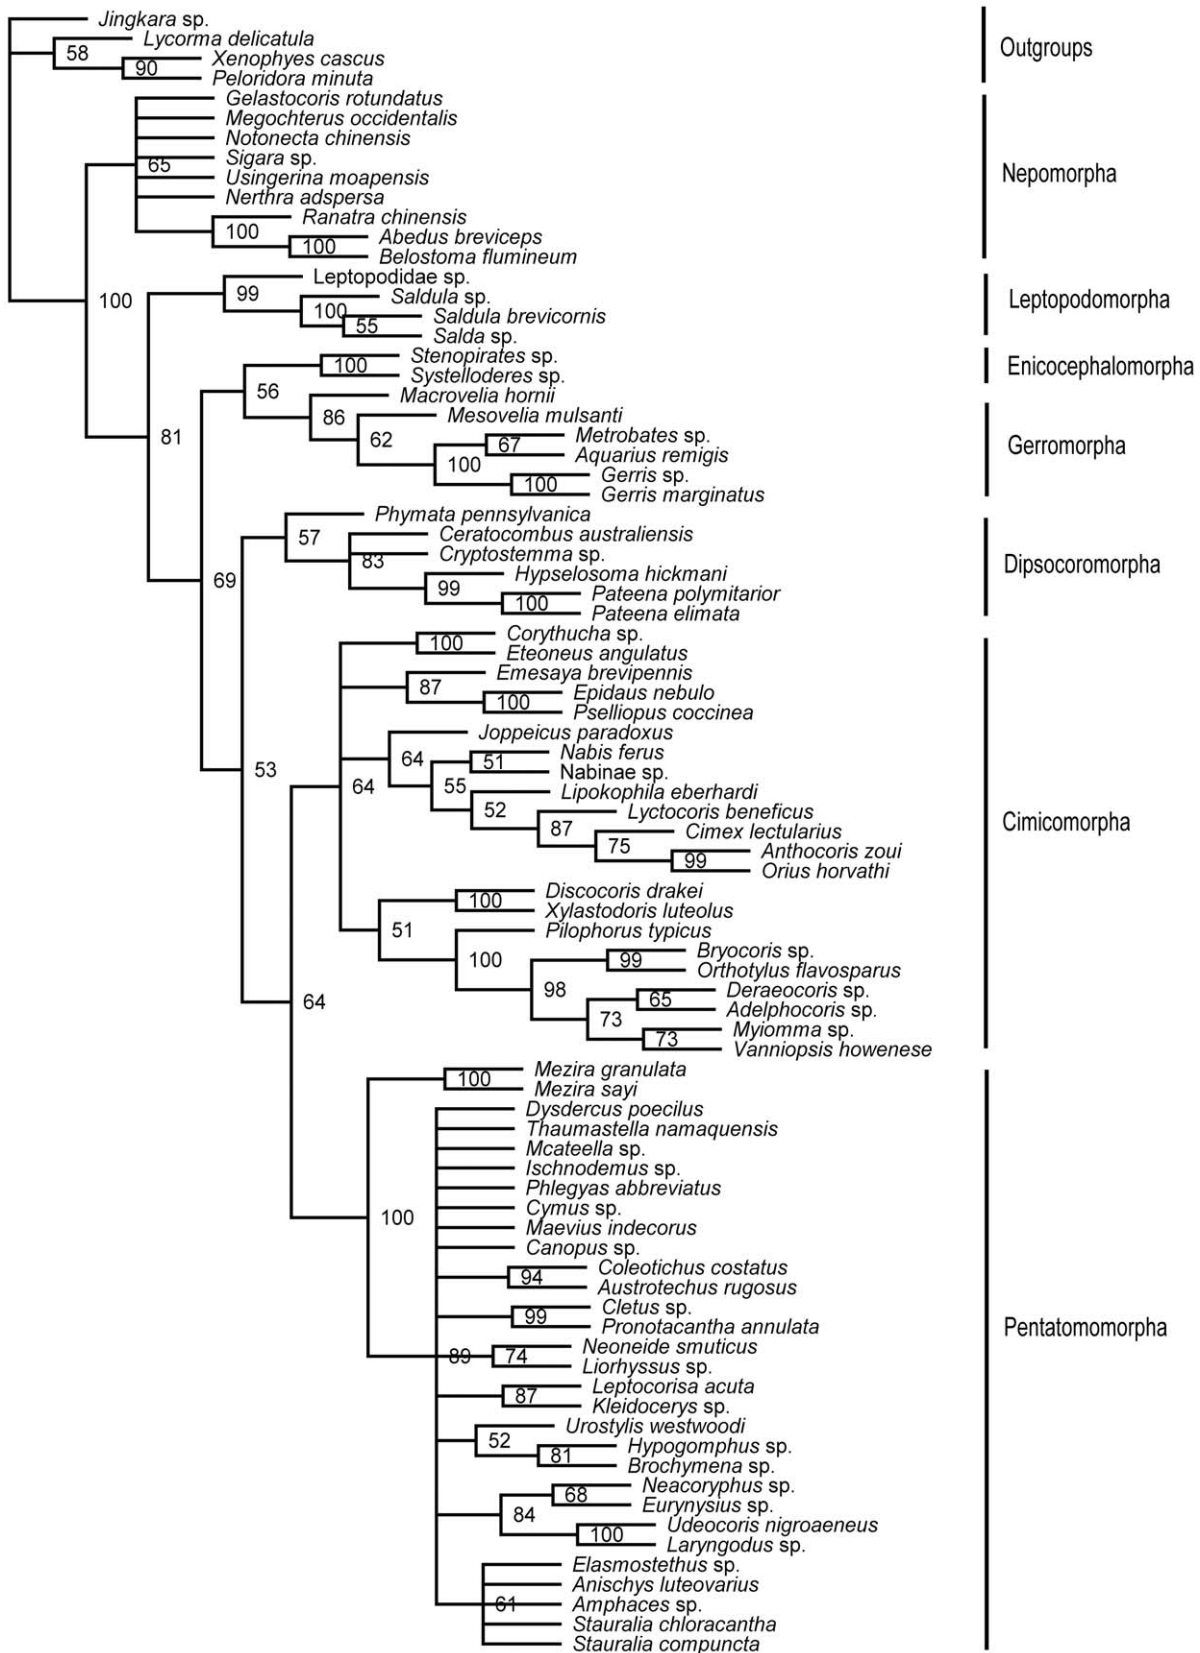 Jingkara sp.
Lycorma delicatula
58
Xenophyes cascus
90
Peloridora minuta
Outgroups
Gelastocoris rotundatus
Megochterus occidentalis
Notonecta chinensis
Sigara sp.
65
Usingerina moapensis
Nerthra adspersa
Nepomorpha
Ranatra chinensis
100
Abedus breviceps
100
Belostoma flumineum
Leptopodidae sp.
99
100
Saldula sp.
100
Saldula brevicornis
55
Salda sp.
Leptopodomorpha
Stenopirates sp.
100
Systelloderes sp.
Enicocephalomorpha
56
Macrovelia hornii
86
Mesovelia mulsanti
81
62
Metrobates sp.
67
Aquarius remigis
100
Gerris sp.
100
Gerris marginatus
Gerromorpha
Phymata pennsylvanica
57
Ceratocombus australiensis
Cryptostemma sp.
83
Hypselosoma hickmani
69
99
Pateena polymitarior
100
Pateena elimata
Dipsocoromorpha
Corythucha sp.
100
Eteoneus angulatus
Emesaya brevipennis
87
Epidaus nebulo
100
Pselliopus coccinea
Joppeicus paradoxus
64
Nabis ferus
51
Nabinae sp.
53
64
55
Lipokophila eberhardi
52
Lyctocoris beneficus
87
Cimex lectularius
75
Anthocoris zoui
99
Orius horvathi
Cimicomorpha
Discocoris drakei
100
Xylastodoris luteolus
51
Pilophorus typicus
100
Bryocoris sp.
99
Orthotylus flavosparus
98
Deraeocoris sp.
65
Adelphocoris sp.
64
73
Myiomma sp.
73
Vanniopsis howenese
Mezira granulata
100
Mezira sayi
Dysdercus poecilus
Thaumastella namaquensis
Mcateella sp.
Ischnodemus sp.
Phlegyas abbreviatus
Cymus sp.
100
Maevius indecorus
Canopus sp.
Coleotichus costatus
94
Austrotechus rugosus
Cletus sp.
99
Pronotacantha annulata
Pentatomomorpha
Neoneide smuticus
89
74
Liorhyssus sp.
Leptocorisa acuta
87
Kleidocerys sp.
Urostylis westwoodi
52
Hypogomphus sp.
81
Brochymena sp.
Neacoryphus sp.
68
Eurynysius sp.
84
Udeocoris nigroaeneus
100
Laryngodus sp.
Elasmostethus sp.
Anischys luteovarius
61
Amphaces sp.
Stauralia chloracantha
Stauralia compuncta